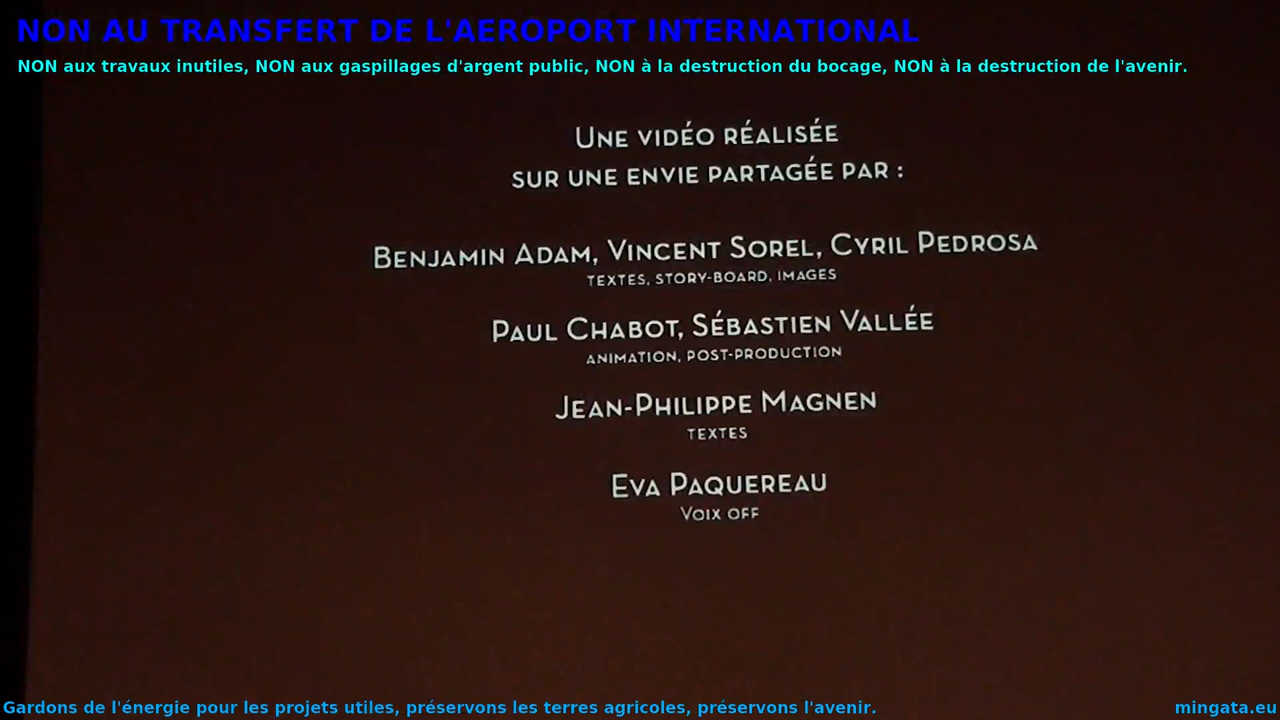 NON AU TRANSFERT DE L'AEROPORT INTERNATIONAL
NON aux travaux inutiles, NON aux gaspillages d'argent public, NON à la destruction du bocage, NON à la destruction de l'avenir.
UNE VIDÉO RÉALISÉE
SUR UNE ENVIE PARTAGÉE PAR :
BENJAMIN ADAM, VINCENT SOREL, CYRIL PEDROSA
TEXTES, STORY-BOARD, IMAGES
PAUL CHABOT, SÉBASTIEN VALLÉE
ANIMATION, POST-PRODUCTION
JEAN-PHILIPPE MAGNEN
TEXTES
EVA PAQUEREAU
VOIX OFF
Gardons de l'énergie pour les projets utiles, préservons les terres agricoles, préservons l'avenir.
mingata.eu